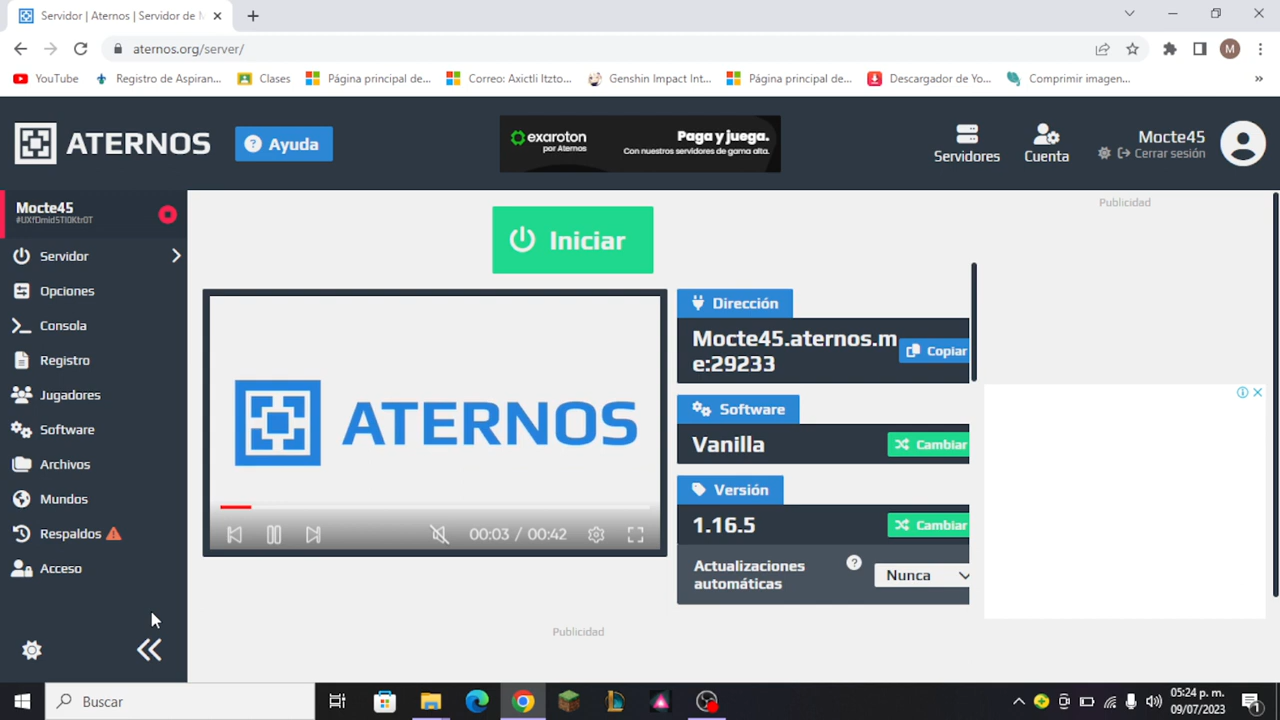 Servidor | Aternos | Servidor de M
aternos.org/server/
M
YouTube
Registro de Aspiran...
Clases
Página principal de...
Correo: Axictli Itzto...
Genshin Impact Int...
Página principal de...
Descargador de Yo...
Comprimir imagen...
»
ATERNOS
Ayuda
exaroton
por Aternos
Paga y juega.
Con nuestros servidores de gama alta.
Servidores
Cuenta
Mocte45
Cerrar sesión
Mocte45
Servidor
Opciones
Consola
Registro
Jugadores
Software
Archivos
Mundos
Respaldos
Acceso
Iniciar
ATERNOS
00:03 / 00:42
Dirección
Mocte45.aternos.m
e:29233
Copiar
Software
Vanilla
Cambiar
Versión
1.16.5
Cambiar
Actualizaciones
automáticas
?
Nunca
Publicidad
Publicidad
Buscar
05:24 p. m.
09/07/2023
1